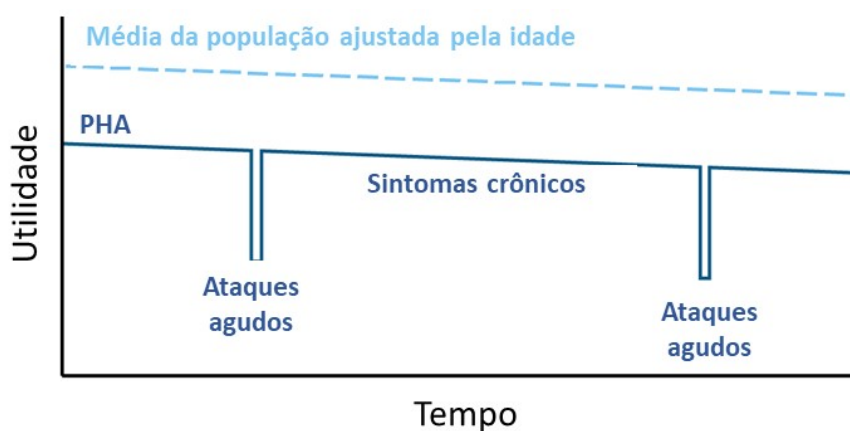 Média da população ajustada pela idade
PHA
Utilidade
Sintomas crônicos
Ataques
agudos
Ataques
agudos
Tempo